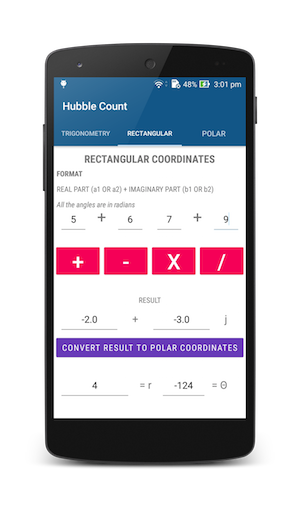 48% 3:01 pm
Hubble Count
TRIGONOMETRY RECTANGULAR POLAR
RECTANGULAR COORDINATES
FORMAT
REAL PART (a1 OR a2) + IMAGINARY PART (b1 OR b2)
All the angles are in radians
5 + 6 7 + 9
+ - X /
RESULT
-2.0 + -3.0 j
CONVERT RESULT TO POLAR COORDINATES
4 = r -124 = Θ